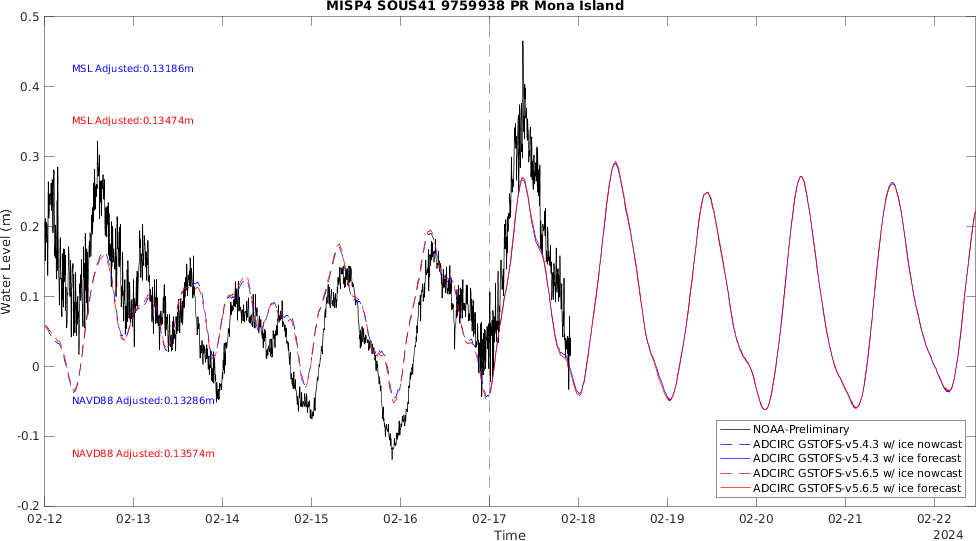 MISP4 SOUS41 9759938 PR Mona Island
0.5
0.4
0.3
0.2
0.1
0
-0.1
-0.2
Water Level (m)
MSL Adjusted:0.13186m
MSL Adjusted:0.13474m
NAVD88 Adjusted:0.13286m
NAVD88 Adjusted:0.13574m
NOAA-Preliminary
ADCIRC GSTOFS-v5.4.3 w/ ice nowcast
ADCIRC GSTOFS-v5.4.3 w/ ice forecast
ADCIRC GSTOFS-v5.6.5 w/ ice nowcast
ADCIRC GSTOFS-v5.6.5 w/ ice forecast
02-12 02-13 02-14 02-15 02-16 02-17 02-18 02-19 02-20 02-21 02-22
Time
2024